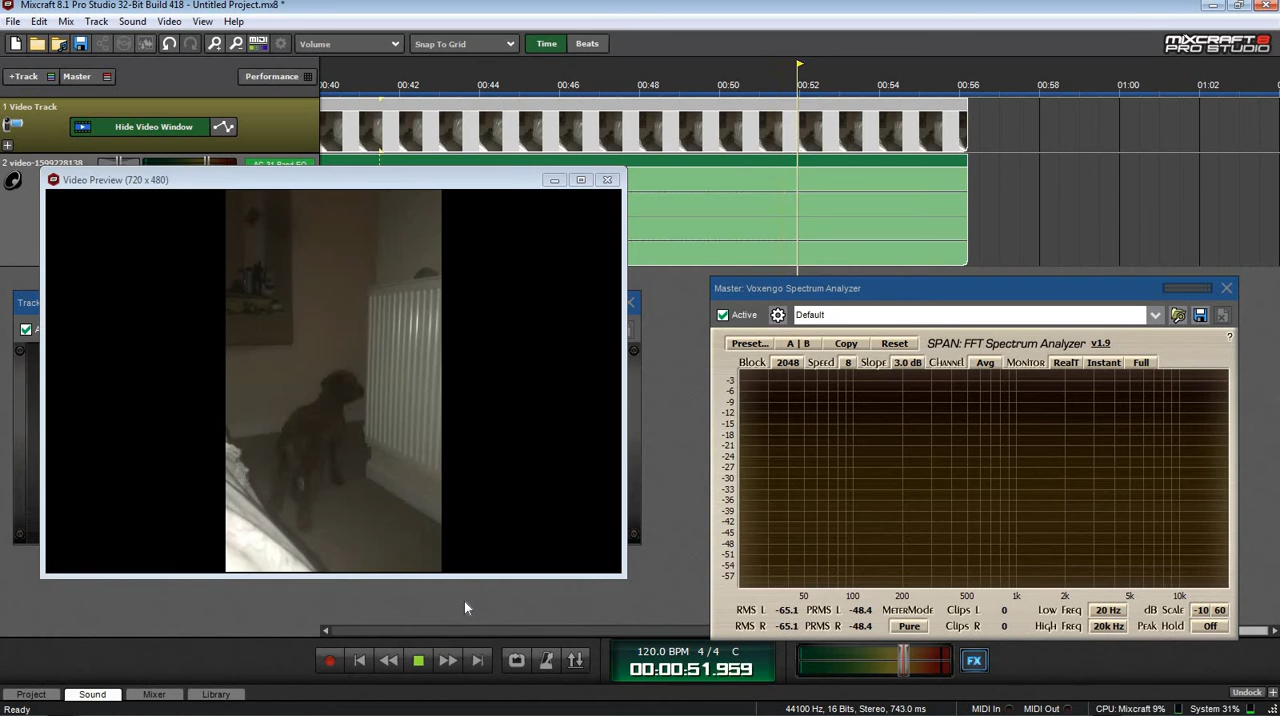 Mixcraft 8.1 Pro Studio 32-Bit Build 418 - Untitled Project.mx8 *
File Edit Mix Track Sound Video View Help
Volume Snap To Grid Time Beats MIXCRAFT 8 PRO STUDIO
+Track Master Performance
00:40 00:42 00:44 00:46 00:48 00:50 00:52 00:54 00:56 00:58 01:00 01:02
1 Video Track
Hide Video Window
2 video-1599228138
AC 31 Band EQ
Video Preview (720 x 480)
Track
Master: Voxengo Spectrum Analyzer
Active Default
Preset... A | B Copy Reset SPAN: FFT Spectrum Analyzer v1.9 ?
Block 2048 Speed 8 Slope 3.0 dB Channel Avg Monitor RealT Instant Full
-3
-6
-9
-12
-15
-18
-21
-24
-27
-30
-33
-36
-39
-42
-45
-48
-51
-54
-57
50 100 200 500 1k 2k 5k 10k
RMS L -65.1 PRMS L -48.4 MeterMode Clips L 0 Low Freq 20 Hz dB Scale -10 60
RMS R -65.1 PRMS R -48.4 Pure Clips R 0 High Freq 20k Hz Peak Hold Off
120.0 BPM 4 / 4 C
00:00:51.959
FX
Project Sound Mixer Library Undock
Ready 44100 Hz, 16 Bits, Stereo, 743.0 ms MIDI In MIDI Out CPU: Mixcraft 9% System 31%